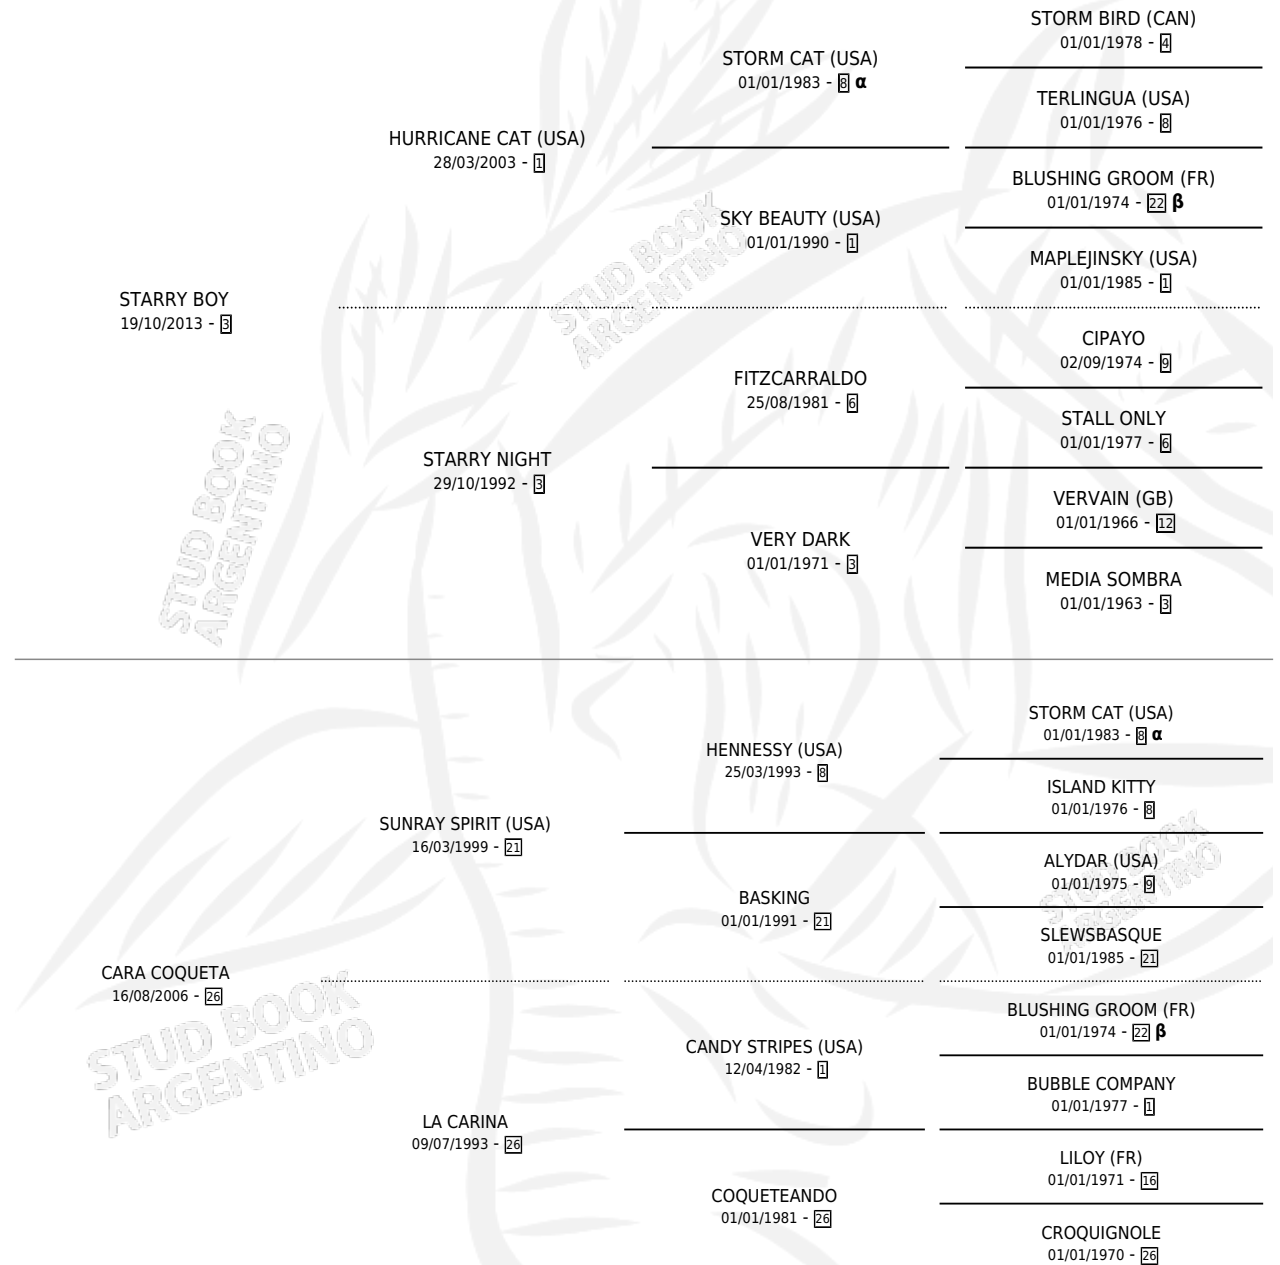 STORM BIRD (CAN)
01/01/1978 - 4
STORM CAT (USA)
01/01/1983 - 8 α
TERLINGUA (USA)
01/01/1976 - 8
HURRICANE CAT (USA)
28/03/2003 - 1
BLUSHING GROOM (FR)
01/01/1974 - 22 β
SKY BEAUTY (USA)
01/01/1990 - 1
MAPLEJINSKY (USA)
01/01/1985 - 1
STARRY BOY
19/10/2013 - 3
CIPAYO
02/09/1974 - 9
FITZCARRALDO
25/08/1981 - 6
STALL ONLY
01/01/1977 - 6
STARRY NIGHT
29/10/1992 - 3
VERVAIN (GB)
01/01/1966 - 12
VERY DARK
01/01/1971 - 3
MEDIA SOMBRA
01/01/1963 - 3
STORM CAT (USA)
01/01/1983 - 8 α
HENNESSY (USA)
25/03/1993 - 8
ISLAND KITTY
01/01/1976 - 8
SUNRAY SPIRIT (USA)
16/03/1999 - 21
ALYDAR (USA)
01/01/1975 - 9
BASKING
01/01/1991 - 21
SLEWSBASQUE
01/01/1985 - 21
CARA COQUETA
16/08/2006 - 26
BLUSHING GROOM (FR)
01/01/1974 - 22 β
CANDY STRIPES (USA)
12/04/1982 - 1
BUBBLE COMPANY
01/01/1977 - 1
LA CARINA
09/07/1993 - 26
LILOY (FR)
01/01/1971 - 16
COQUETEANDO
01/01/1981 - 26
CROQUIGNOLE
01/01/1970 - 26
STUD BOOK
ARGENTINO
STUD BOOK
ARGENTINO
STUD BOOK
ARGENTINO
STUD BOOK
ARGENTINO